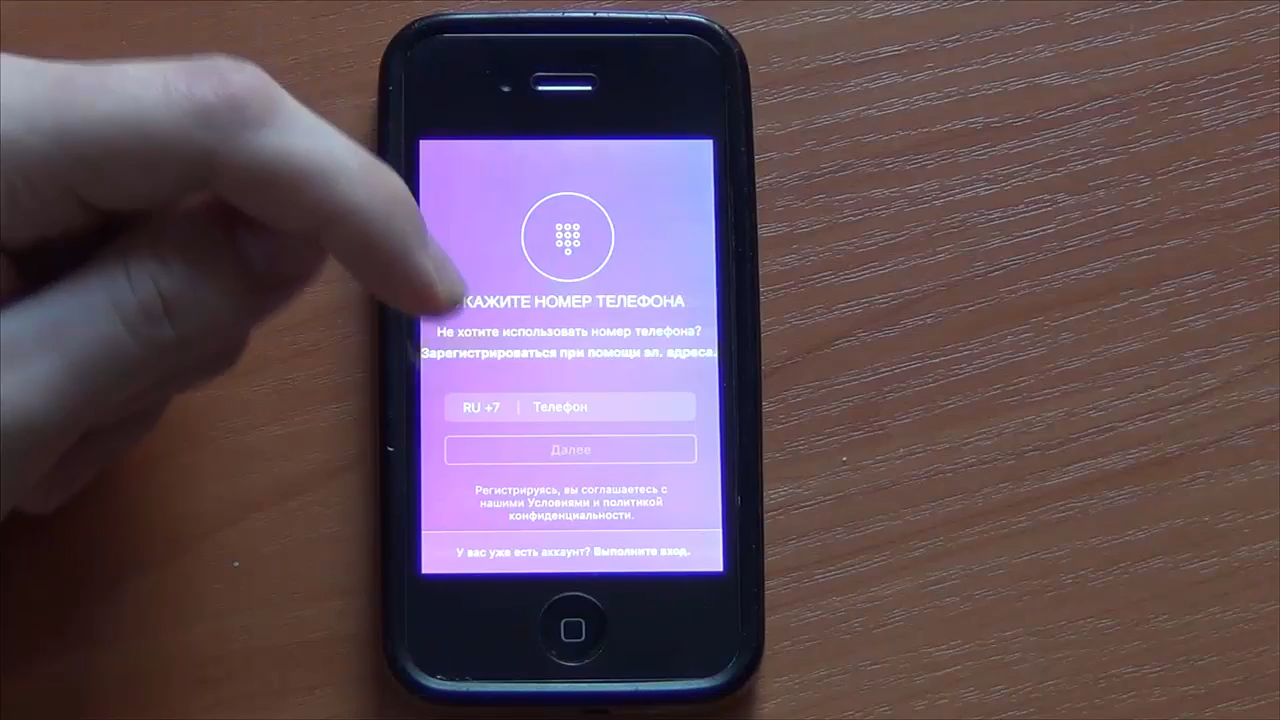 КАЖИТЕ НОМЕР ТЕЛЕФОНА
Не хотите использовать номер телефона?
Зарегистрироваться при помощи эл. адреса.
RU +7 | Телефон
Далее
Регистрируясь, вы соглашаетесь с
нашими Условиями и политикой
конфиденциальности.
У вас уже есть аккаунт? Выполните вход.